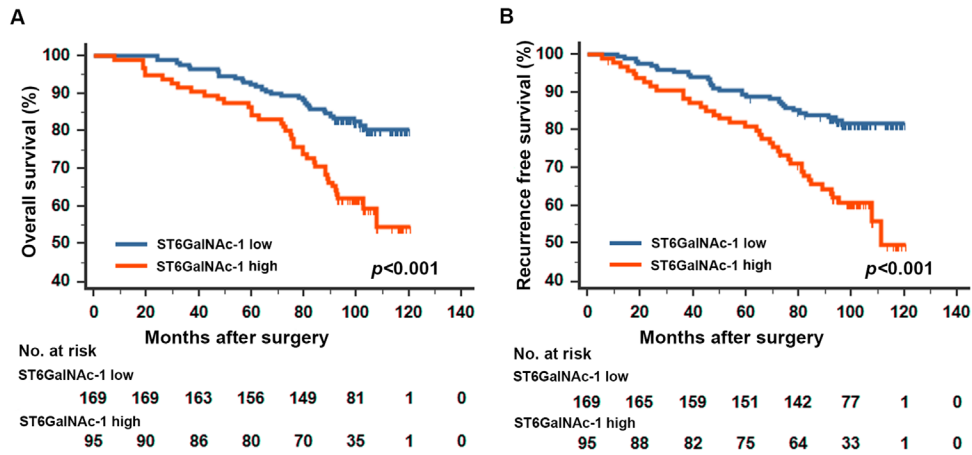 A
Overall survival (%)
100
90
80
70
60
50
40
ST6GalNAc-1 low
ST6GalNAc-1 high
p<0.001
0 20 40 60 80 100 120 140
Months after surgery
No. at risk
ST6GalNAc-1 low
169 169 163 156 149 81 1 0
ST6GalNAc-1 high
95 90 86 80 70 35 1 0
B
Recurrence free survival (%)
100
90
80
70
60
50
40
ST6GalNAc-1 low
ST6GalNAc-1 high
p<0.001
0 20 40 60 80 100 120 140
Months after surgery
No. at risk
ST6GalNAc-1 low
169 165 159 151 142 77 1 0
ST6GalNAc-1 high
95 88 82 75 64 33 1 0